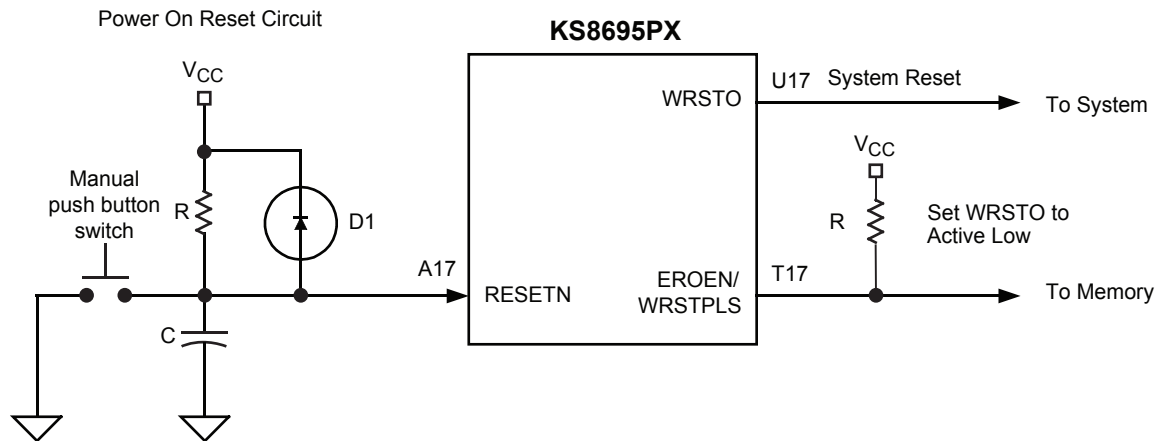 Power On Reset Circuit
KS8695PX
VCC
Manual
push button
switch
R
D1
C
A17
RESETN
WRSTO
U17
System Reset
To System
VCC
R
Set WRSTO to
Active Low
EROEN/
WRSTPLS
T17
To Memory